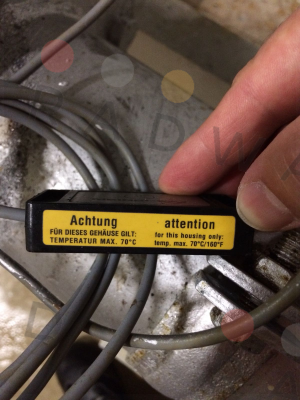 Achtung attention
FÜR DIESES GEHÄUSE GILT: for this housing only:
TEMPERATUR MAX. 70°C temp. max. 70°C/160°F